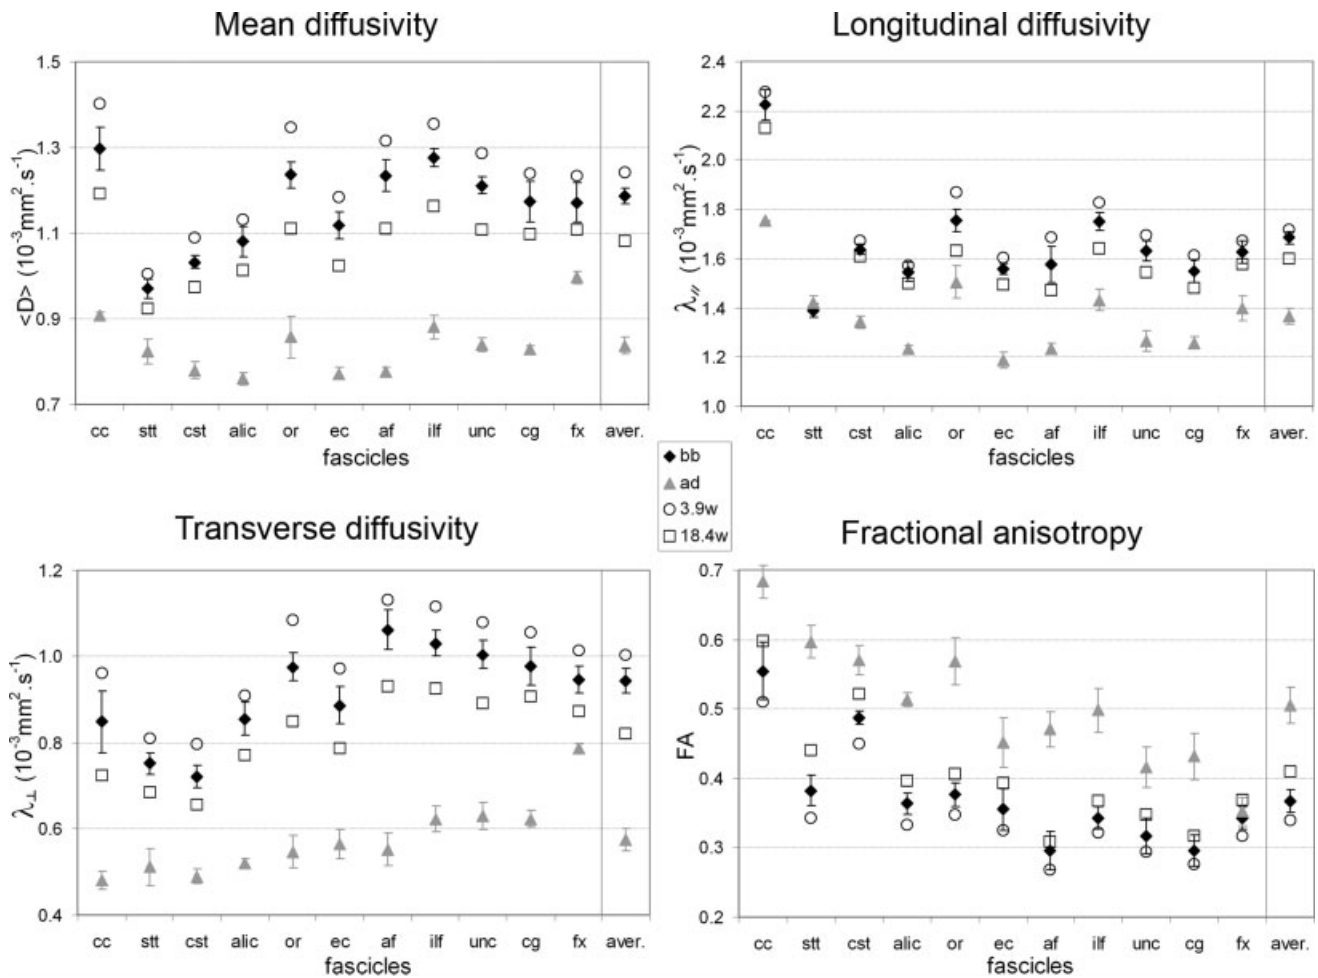 Mean diffusivity
1.5
1.3
1.1
0.9
0.7
<D> (10⁻³mm².s⁻¹)
cc stt cst alic or ec af ilf unc cg fx aver.
fascicles
Longitudinal diffusivity
2.4
2.2
2.0
1.8
1.6
1.4
1.2
1.0
λ// (10⁻³mm².s⁻¹)
cc stt cst alic or ec af ilf unc cg fx aver.
fascicles
bb
ad
3.9w
18.4w
Transverse diffusivity
1.2
1.0
0.8
0.6
0.4
λ⊥ (10⁻³mm².s⁻¹)
cc stt cst alic or ec af ilf unc cg fx aver.
fascicles
Fractional anisotropy
0.7
0.6
0.5
0.4
0.3
0.2
FA
cc stt cst alic or ec af ilf unc cg fx aver.
fascicles